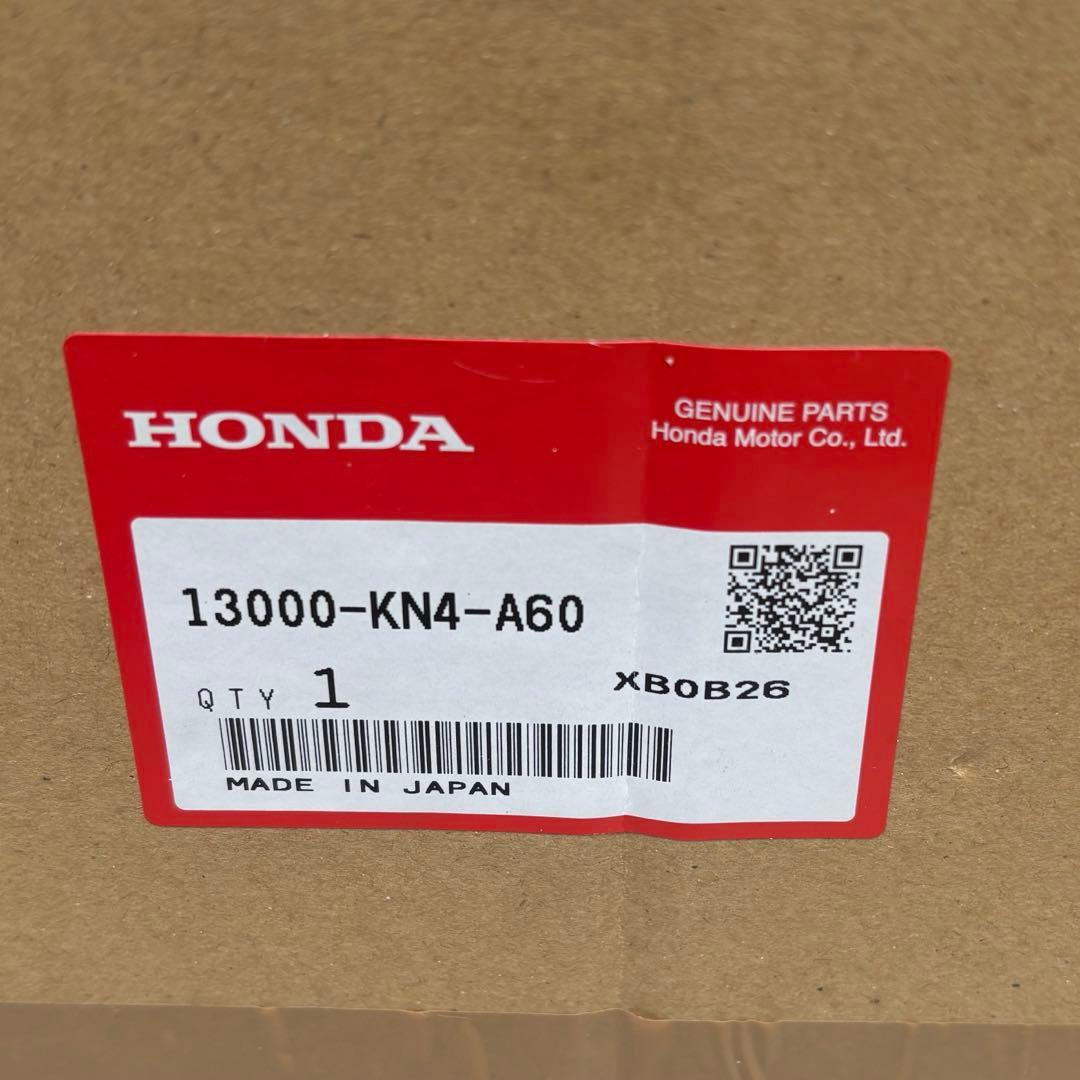 HONDA
GENUINE PARTS
Honda Motor Co., Ltd.
13000-KN4-A60
QTY 1
XB0B26
MADE IN JAPAN